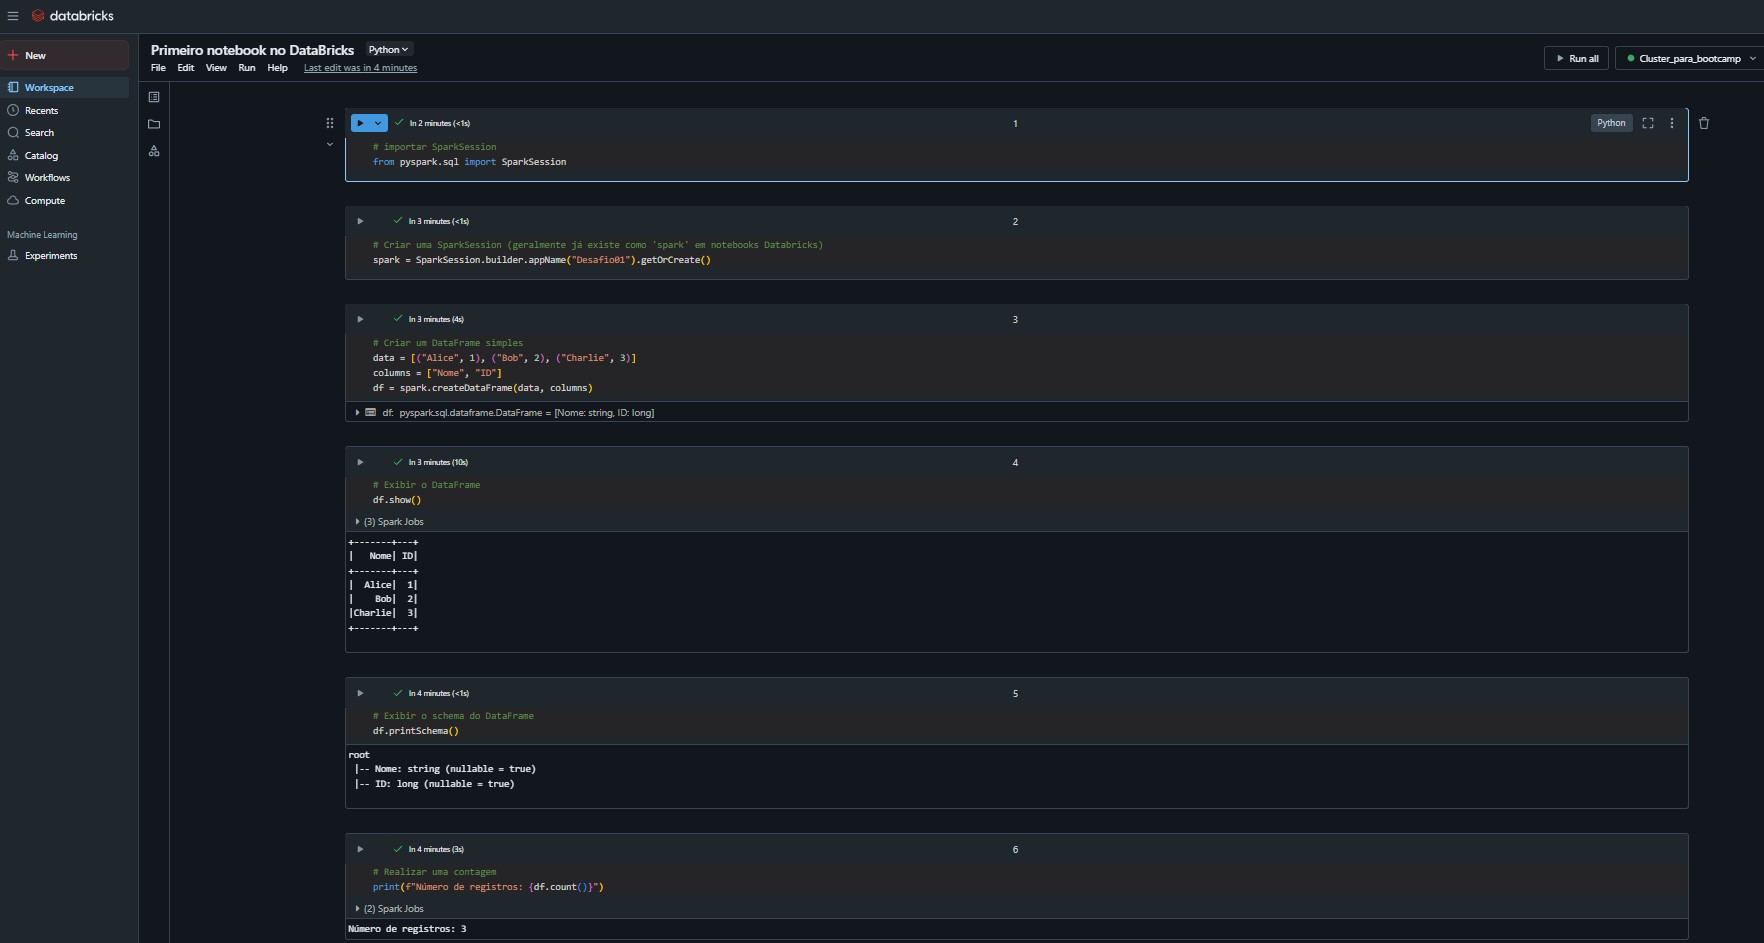 databricks
New
Workspace
Recents
Search
Catalog
Workflows
Compute
Machine Learning
Experiments
Primeiro notebook no DataBricks Python
File Edit View Run Help Last edit was in 4 minutes
Run all Cluster_para_bootcamp
In 2 minutes (<1s) 1 Python
# importar SparkSession
from pyspark.sql import SparkSession
In 3 minutes (<1s) 2
# Criar uma SparkSession (geralmente já existe como 'spark' em notebooks Databricks)
spark = SparkSession.builder.appName("Desafio01").getOrCreate()
In 3 minutes (4s) 3
# Criar um DataFrame simples
data = [("Alice", 1), ("Bob", 2), ("Charlie", 3)]
columns = ["Nome", "ID"]
df = spark.createDataFrame(data, columns)
df: pyspark.sql.dataframe.DataFrame = [Nome: string, ID: long]
In 3 minutes (10s) 4
# Exibir o DataFrame
df.show()
(3) Spark Jobs
+-------+---+
|   Nome| ID|
+-------+---+
|  Alice|  1|
|    Bob|  2|
|Charlie|  3|
+-------+---+
In 4 minutes (<1s) 5
# Exibir o schema do DataFrame
df.printSchema()
root
|-- Nome: string (nullable = true)
|-- ID: long (nullable = true)
In 4 minutes (3s) 6
# Realizar uma contagem
print(f"Número de registros: {df.count()}")
(2) Spark Jobs
Número de registros: 3